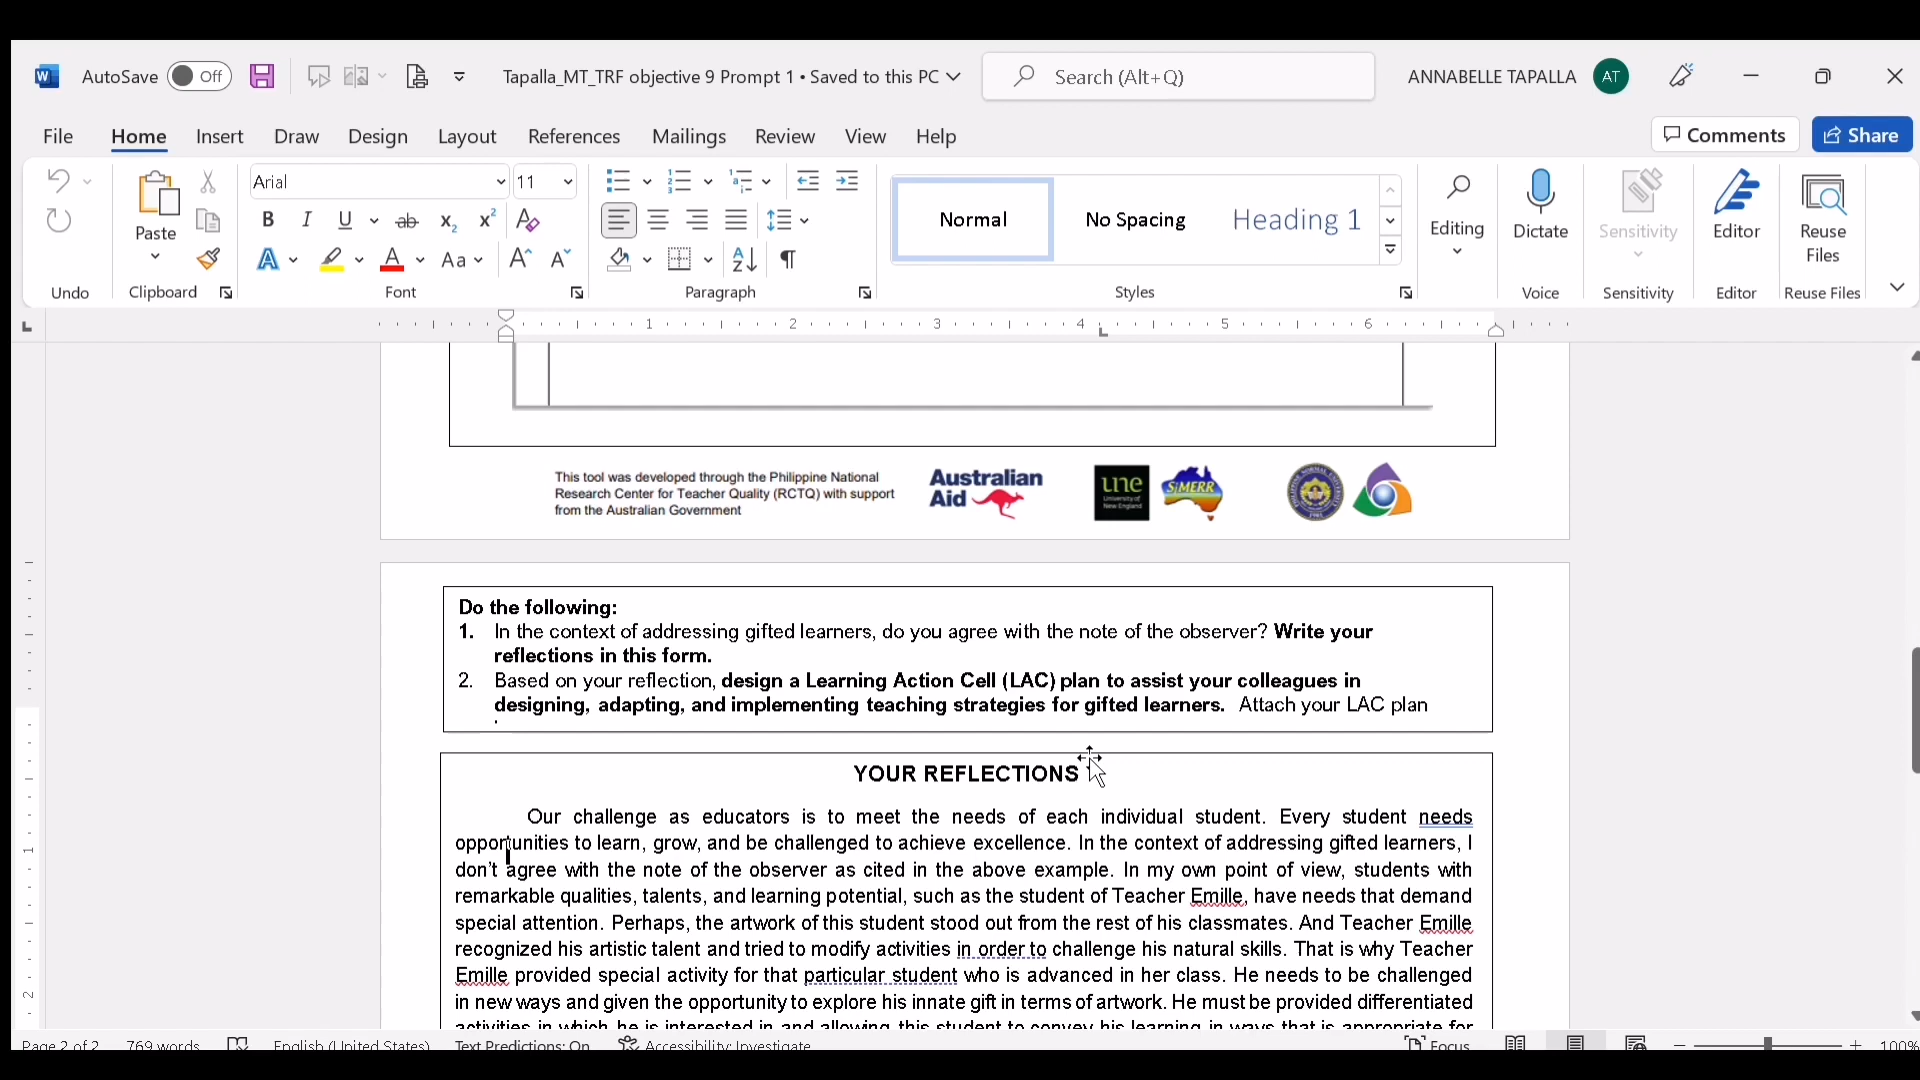 AutoSave Off Tapalla_MT_TRF objective 9 Prompt 1 • Saved to this PC Search (Alt+Q) ANNABELLE TAPALLA AT
File Home Insert Draw Design Layout References Mailings Review View Help Comments Share
Arial 11
Paste
Normal No Spacing Heading 1
Editing Dictate Sensitivity Editor Reuse
Files
Undo Clipboard Font Paragraph Styles Voice Sensitivity Editor Reuse Files
1 2 3 4 5 6
This tool was developed through the Philippine National
Research Center for Teacher Quality (RCTQ) with support
from the Australian Government
Australian
Aid
une
University of
New England
SiMERR
Do the following:
1. In the context of addressing gifted learners, do you agree with the note of the observer? Write your
reflections in this form.
2. Based on your reflection, design a Learning Action Cell (LAC) plan to assist your colleagues in
designing, adapting, and implementing teaching strategies for gifted learners. Attach your LAC plan
YOUR REFLECTIONS
Our challenge as educators is to meet the needs of each individual student. Every student needs
opportunities to learn, grow, and be challenged to achieve excellence. In the context of addressing gifted learners, I
don't agree with the note of the observer as cited in the above example. In my own point of view, students with
remarkable qualities, talents, and learning potential, such as the student of Teacher Emille, have needs that demand
special attention. Perhaps, the artwork of this student stood out from the rest of his classmates. And Teacher Emille
recognized his artistic talent and tried to modify activities in order to challenge his natural skills. That is why Teacher
Emille provided special activity for that particular student who is advanced in her class. He needs to be challenged
in new ways and given the opportunity to explore his innate gift in terms of artwork. He must be provided differentiated
activities in which he is interested in and allowing this student to convey his learning in ways that is appropriate for
Page 2 of 2 769 words English (United States) Text Predictions: On Accessibility: Investigate Focus 100%